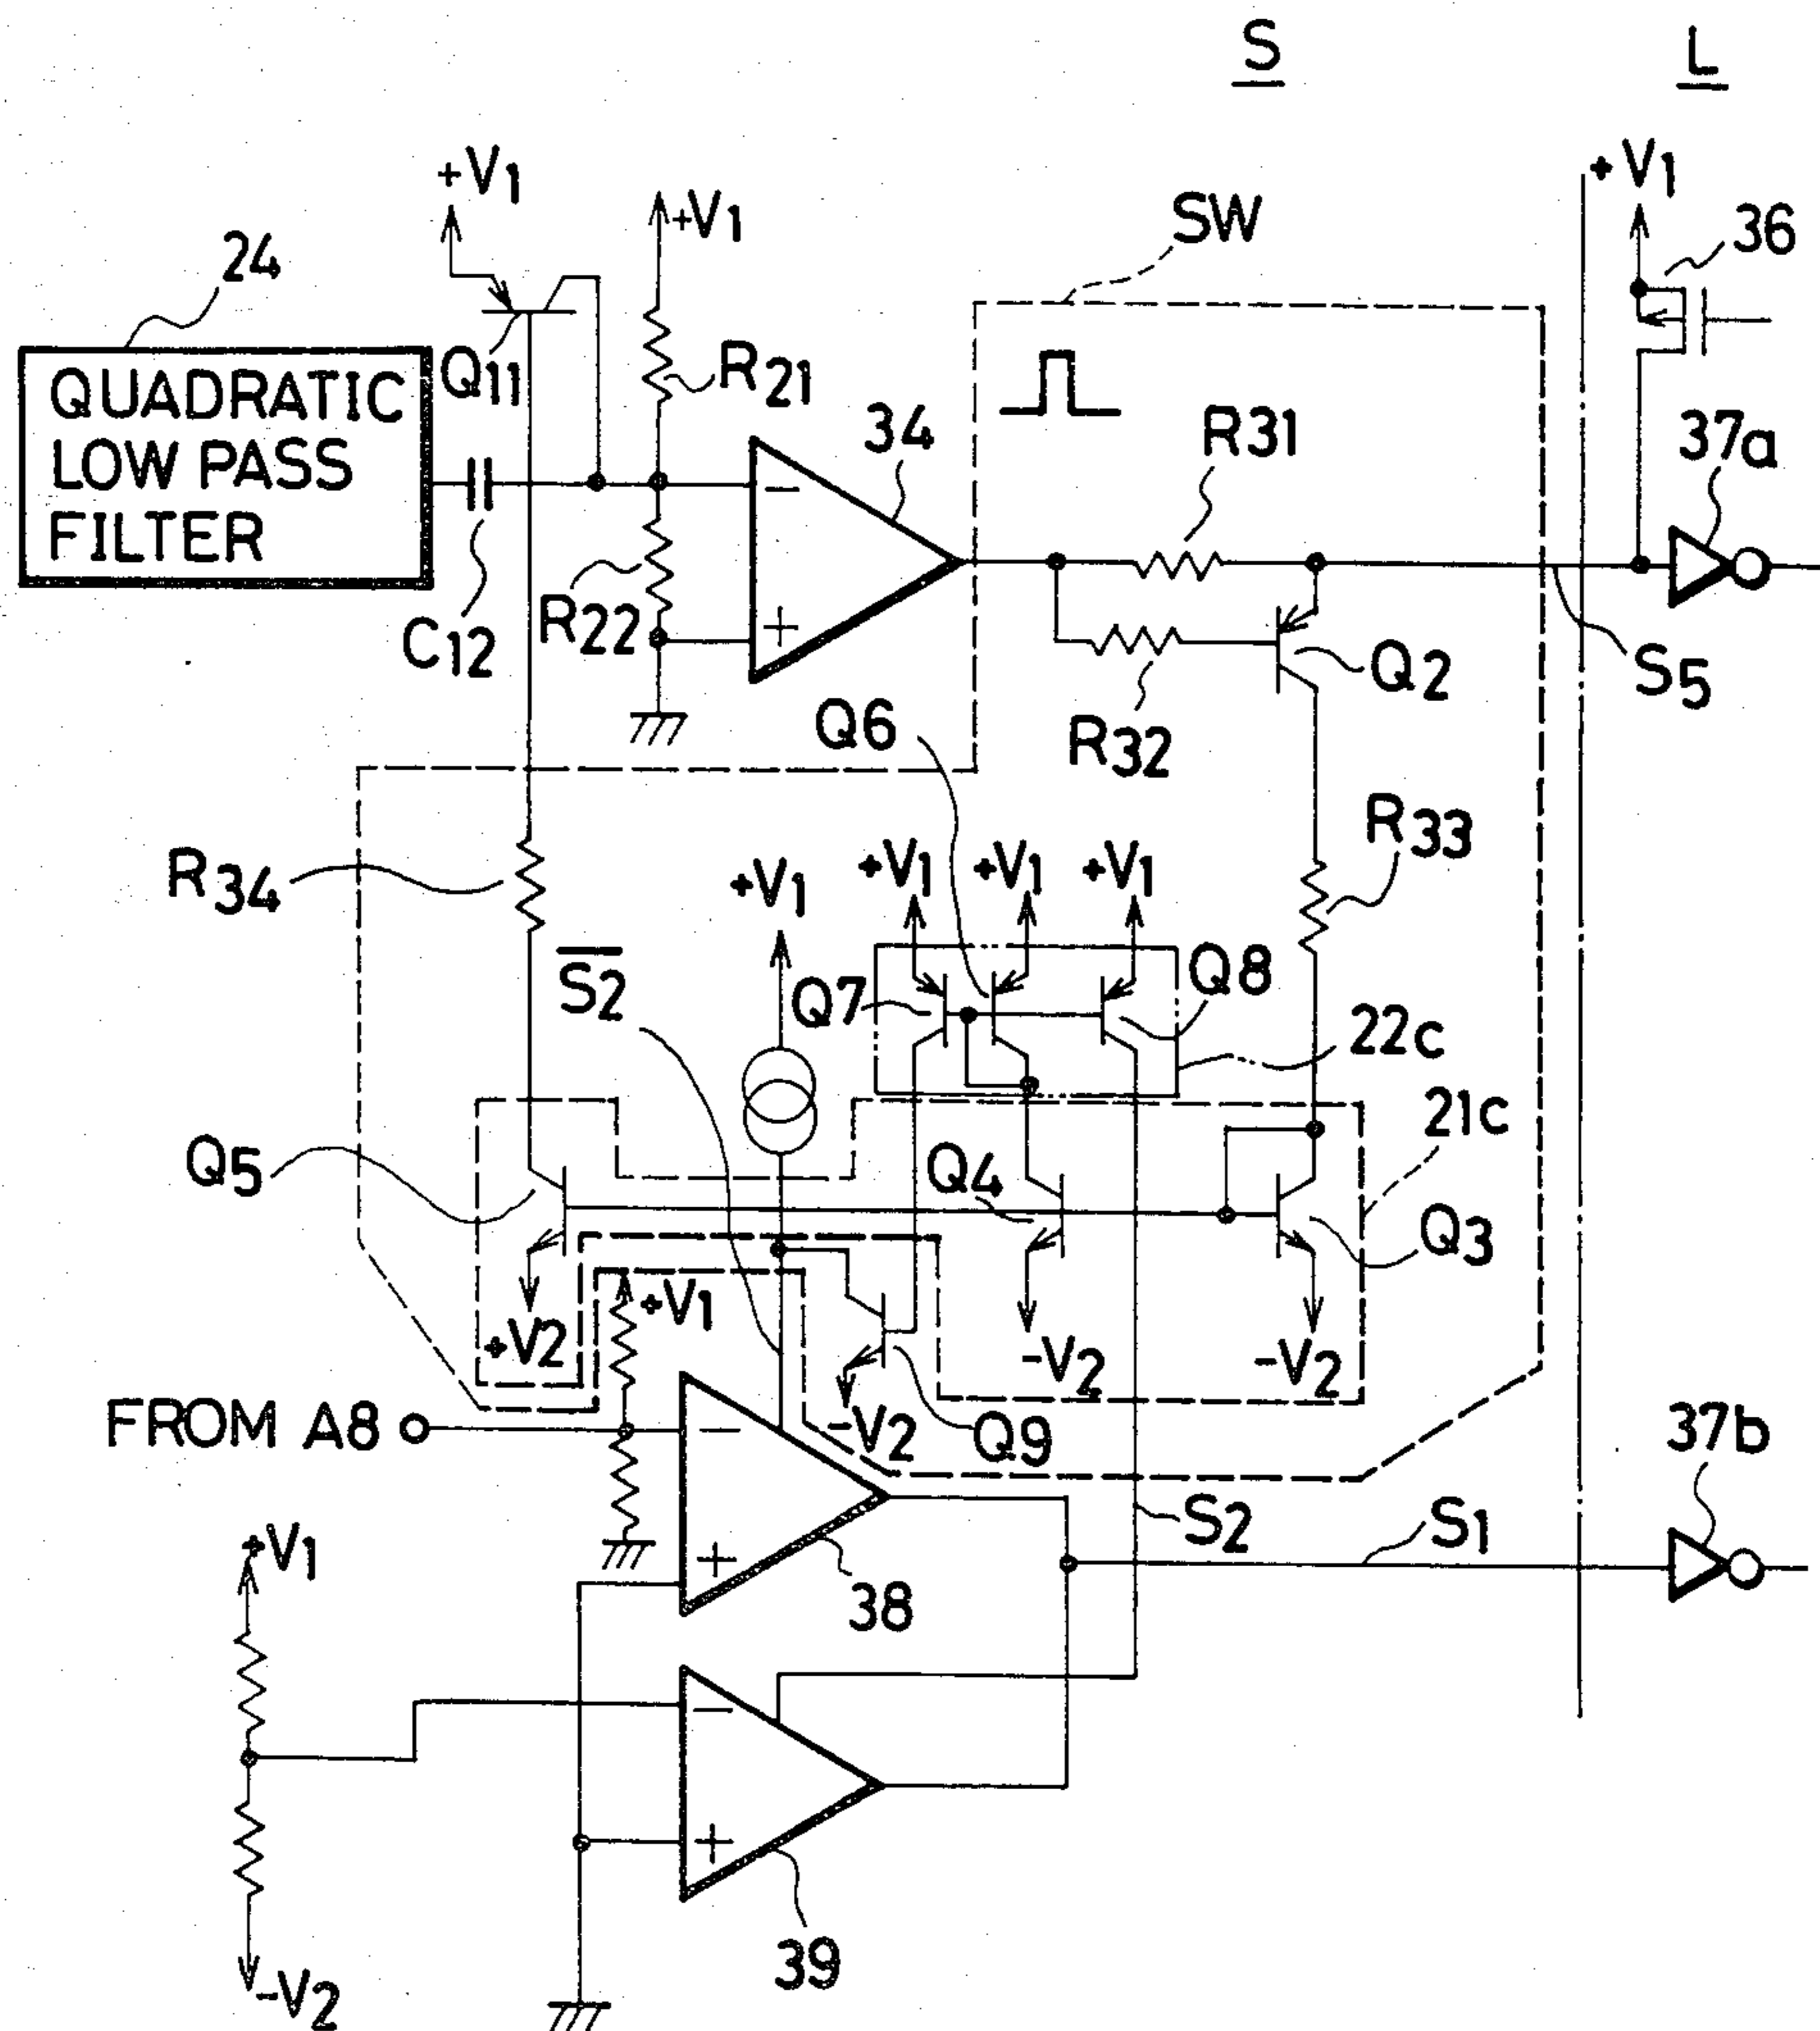 S
L
+V1
+V1
+V1
SW
36
24
Q11
R21
QUADRATIC
LOW PASS
FILTER
34
R31
37a
−
+
C12
R22
Q2
S5
R32
Q6
R33
R34
+V1
+V1
+V1
+V1
S2
Q7
Q8
22c
21c
Q5
Q4
Q3
+V2
+V1
-V2
-V2
FROM A8
−
-V2
Q9
37b
+V1
+
38
S2
S1
−
+
39
-V2